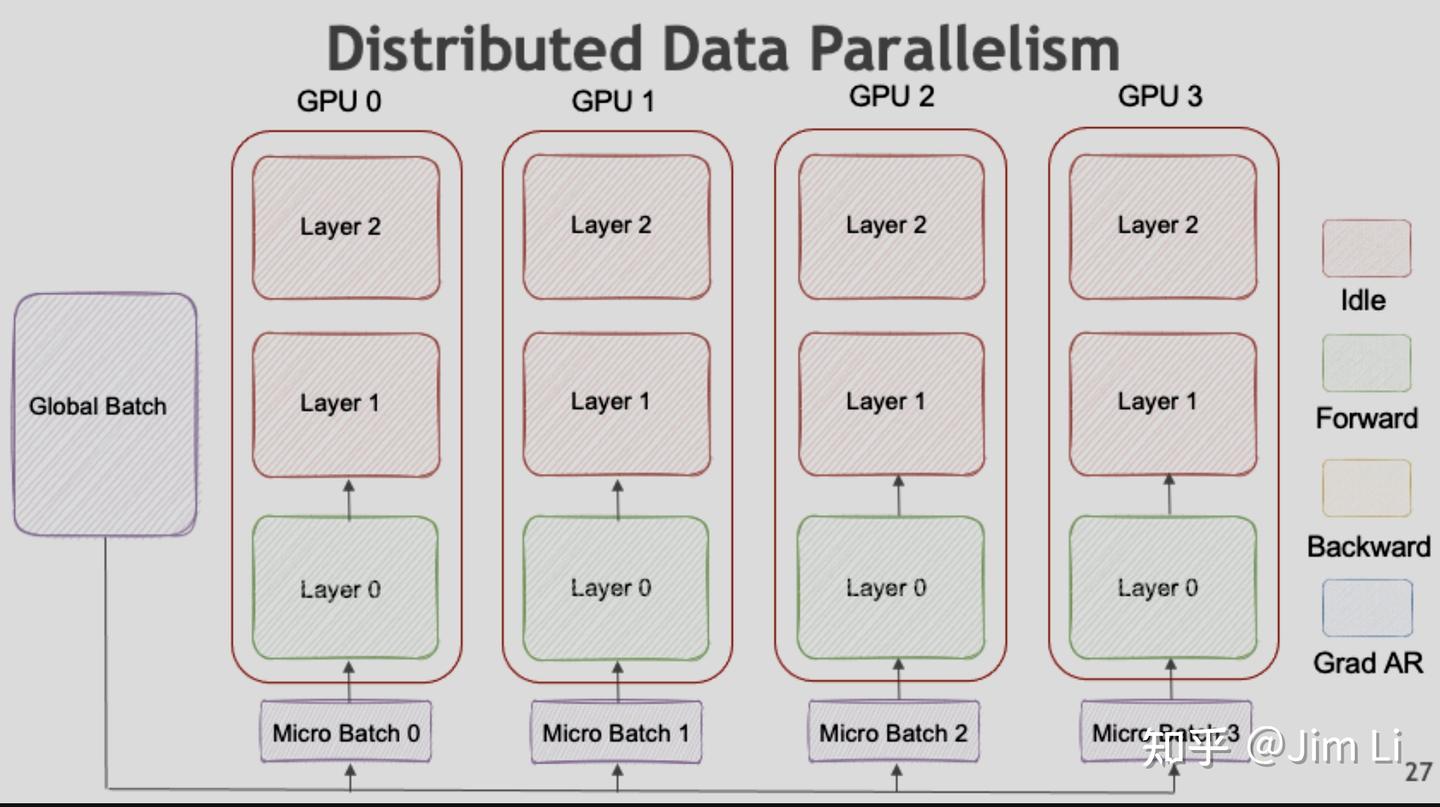 Distributed Data Parallelism
GPU 0
GPU 1
GPU 2
GPU 3
Layer 2
Layer 2
Layer 2
Layer 2
Idle
Global Batch
Layer 1
Layer 1
Layer 1
Layer 1
Forward
Backward
Layer 0
Layer 0
Layer 0
Layer 0
Grad AR
Micro Batch 0
Micro Batch 1
Micro Batch 2
Micro Batch 3
知乎 @Jim Li
27